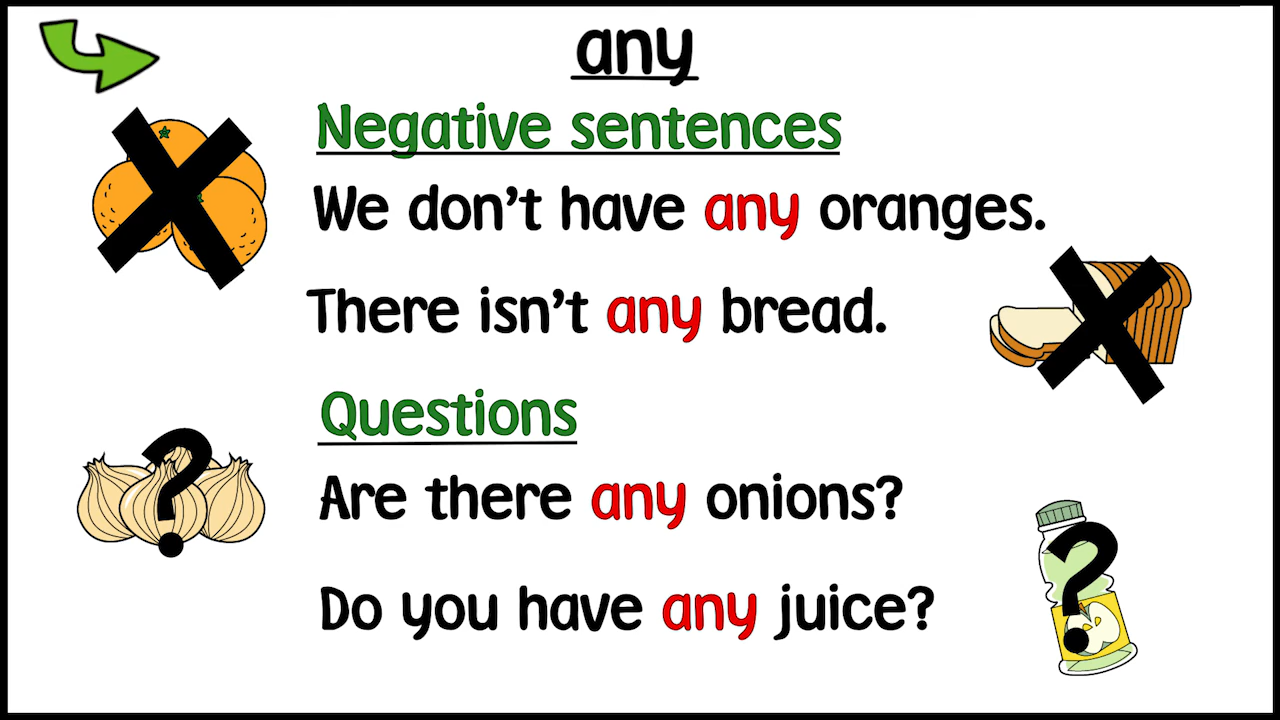 any
Negative sentences
We don’t have any oranges.
There isn’t any bread.
Questions
Are there any onions?
Do you have any juice?